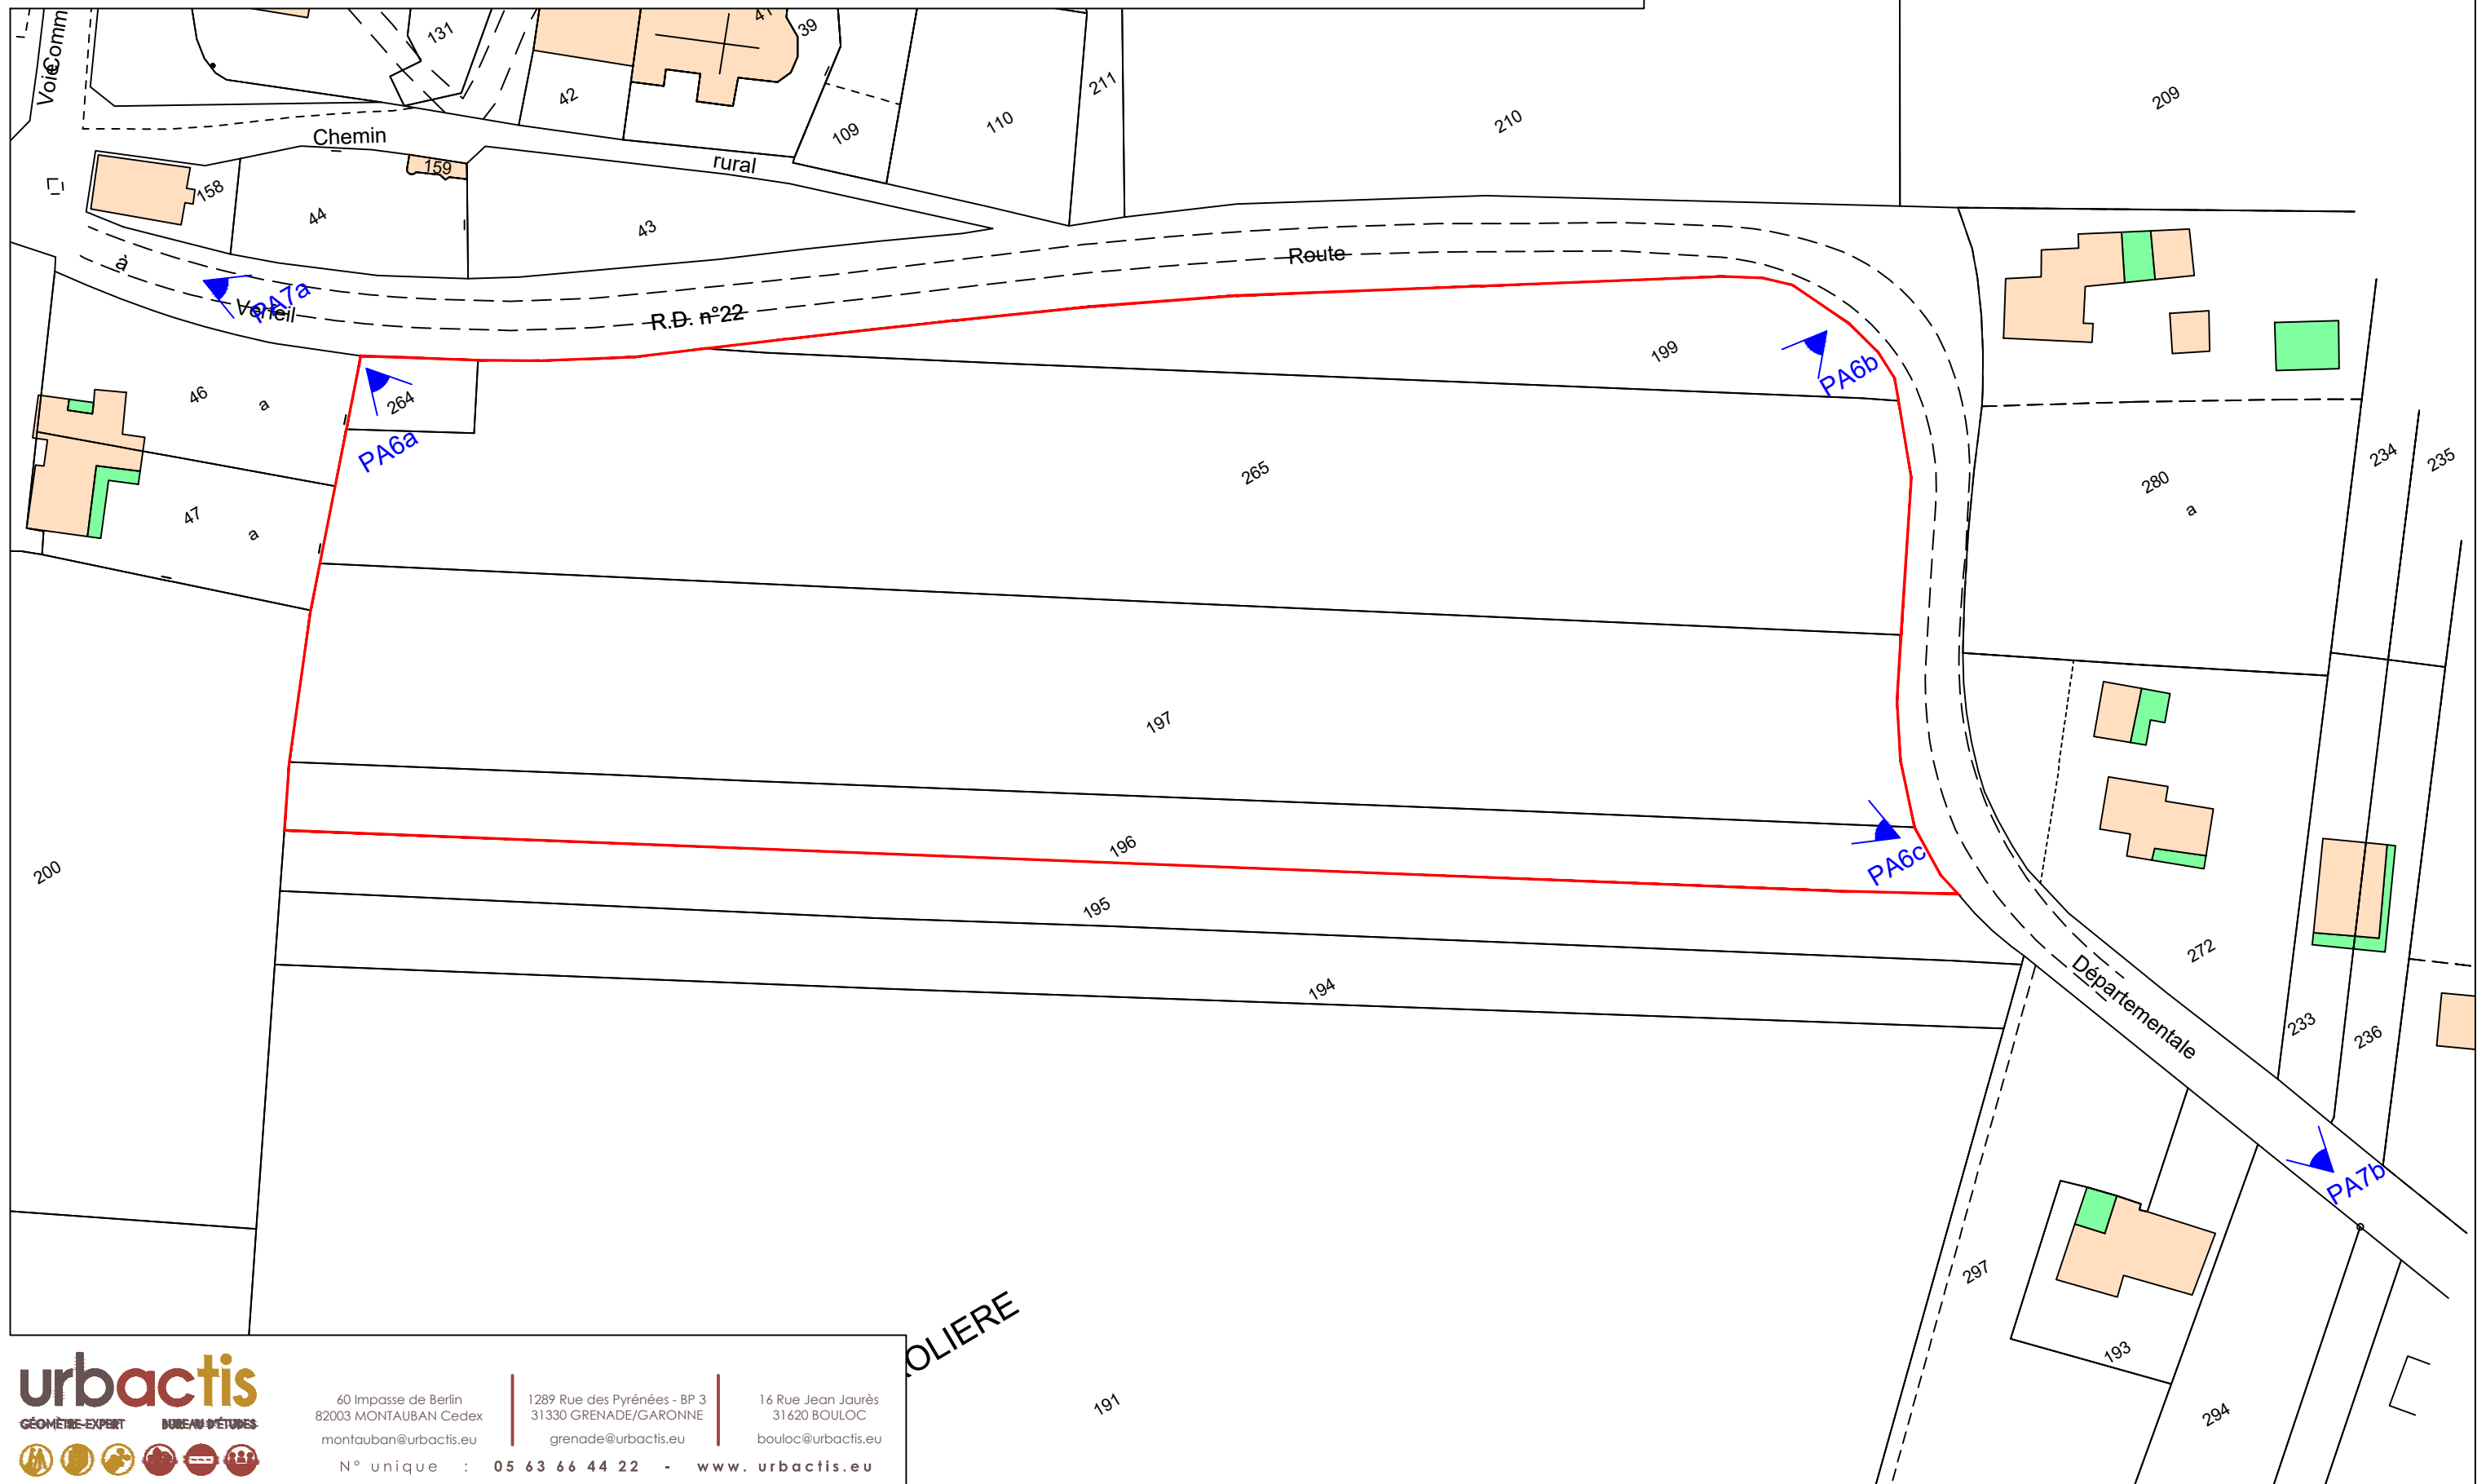 Voie Comm
131
42
41
39
109
110
211
210
209
Chemin
rural
159
158
44
43
à
Verfeil
PA7a
R.D. n°22
Route
199
PA6b
46
a
264
PA6a
265
47
a
280
a
234
235
197
196
PA6c
200
195
194
272
Départementale
233
236
PA7b
297
193
294
191
OLIERE
urbactis
GÉOMÈTRE-EXPERT BUREAU D'ÉTUDES
60 Impasse de Berlin
82003 MONTAUBAN Cedex
montauban@urbactis.eu
1289 Rue des Pyrénées - BP 3
31330 GRENADE/GARONNE
grenade@urbactis.eu
16 Rue Jean Jaurès
31620 BOULOC
bouloc@urbactis.eu
N° unique : 05 63 66 44 22 - www. urbactis.eu